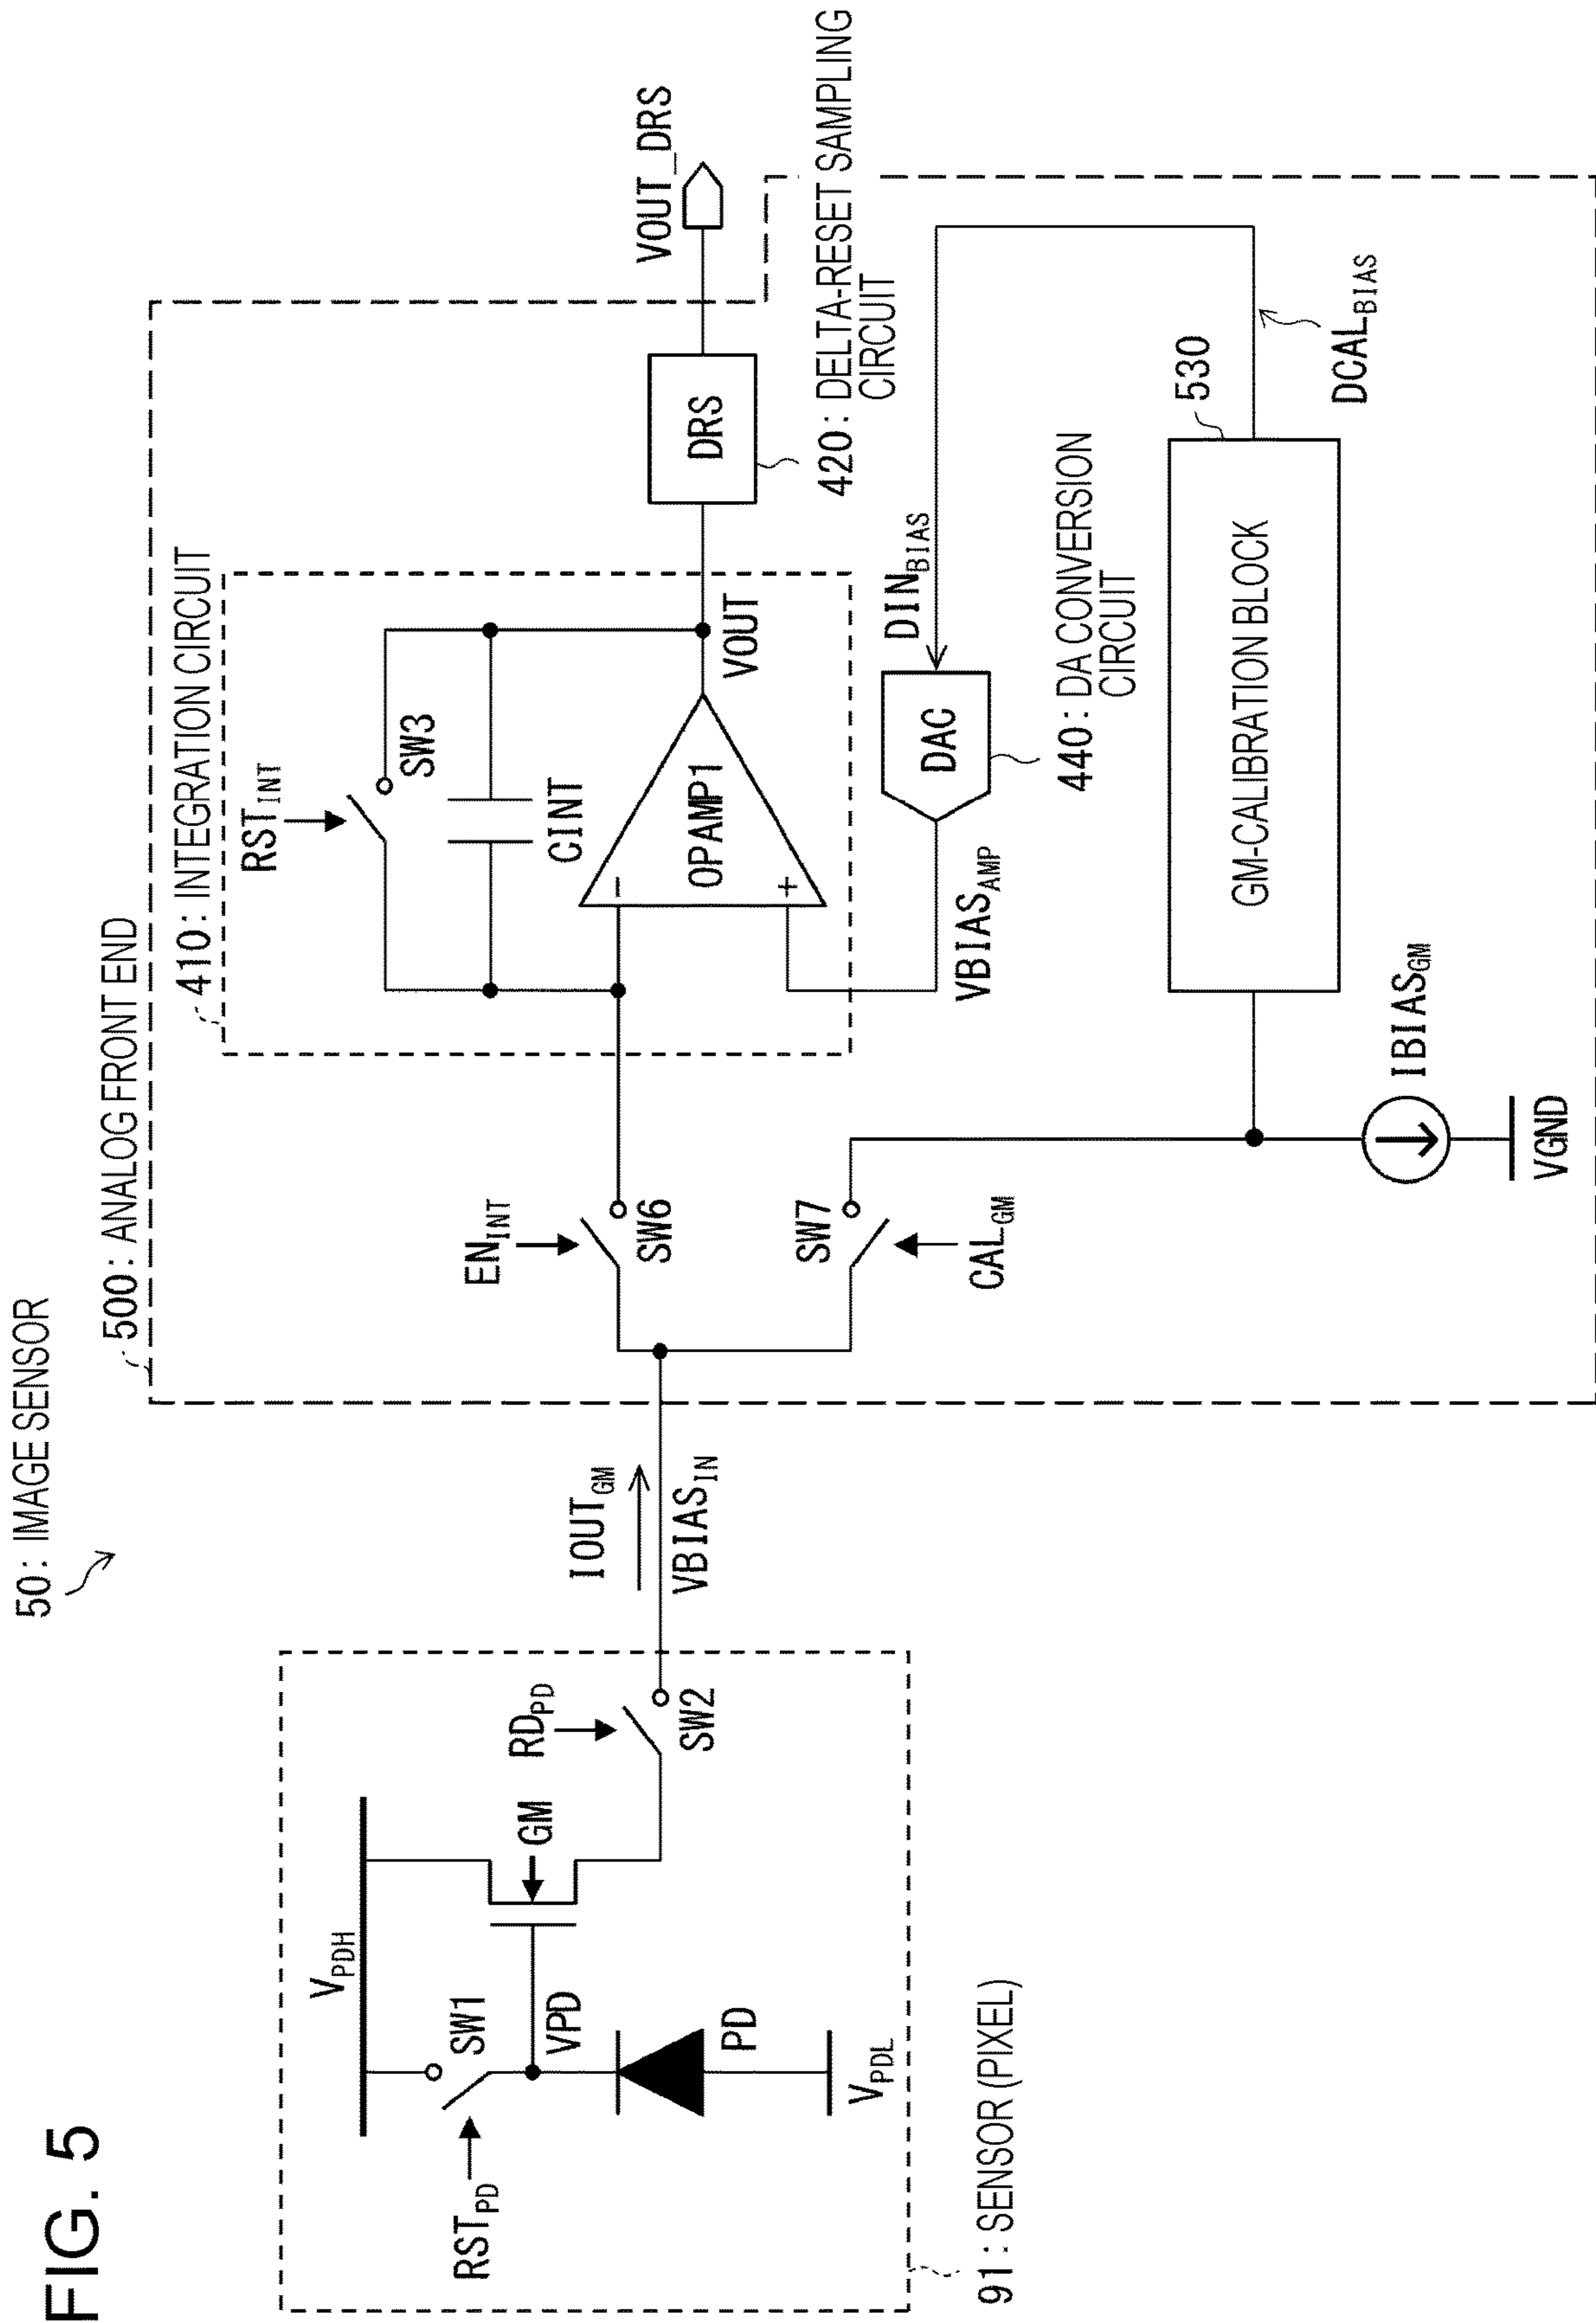 FIG. 5
50: IMAGE SENSOR
500: ANALOG FRONT END
410: INTEGRATION CIRCUIT
RST_INT
SW3
CINT
OPAMP1
−
+
VOUT
DRS
VOUT_DRS
420: DELTA-RESET SAMPLING
CIRCUIT
V_PDH
RST_PD
SW1
VPD
GM
RD_PD
SW2
PD
V_PDL
91: SENSOR (PIXEL)
IOUT_GM
VBIAS_IN
EN_INT
SW6
SW7
CAL_GM
VBIAS_AMP
DAC
DIN_BIAS
440: DA CONVERSION
CIRCUIT
530
GM-CALIBRATION BLOCK
DCAL_BIAS
IBIAS_GM
VGND